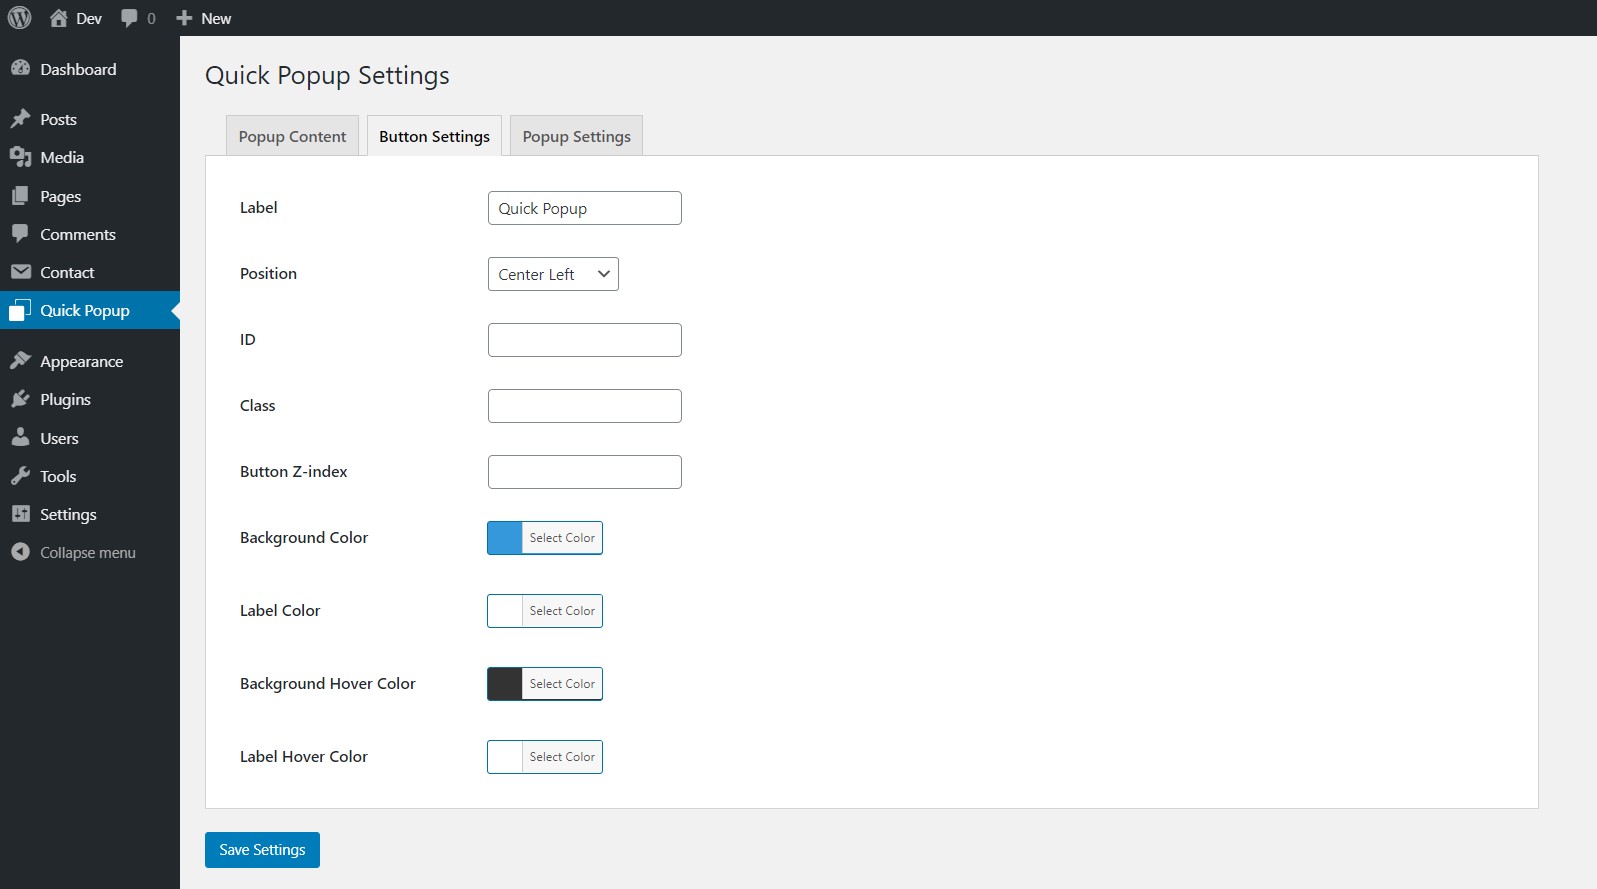 Dev 0 New
Dashboard
Posts
Media
Pages
Comments
Contact
Quick Popup
Appearance
Plugins
Users
Tools
Settings
Collapse menu
Quick Popup Settings
Popup Content Button Settings Popup Settings
Label Quick Popup
Position Center Left
ID
Class
Button Z-index
Background Color Select Color
Label Color Select Color
Background Hover Color Select Color
Label Hover Color Select Color
Save Settings